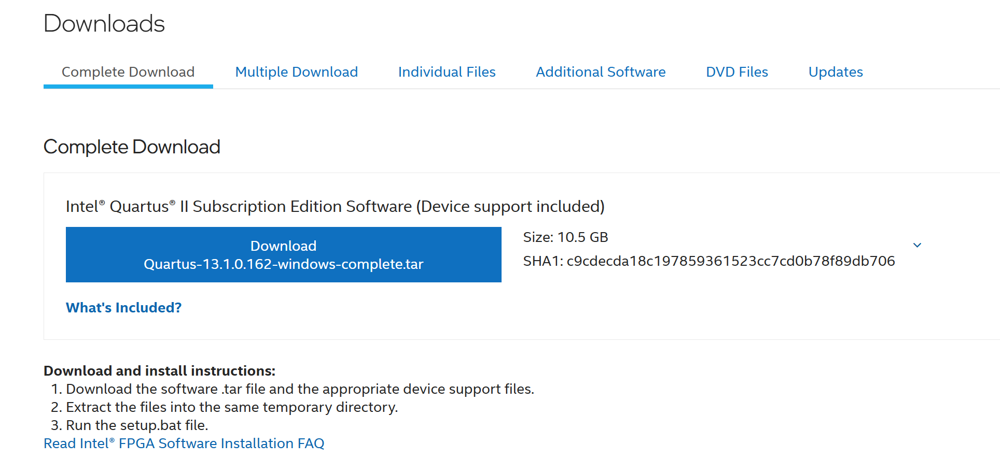 Downloads
Complete Download Multiple Download Individual Files Additional Software DVD Files Updates
Complete Download
Intel® Quartus® II Subscription Edition Software (Device support included)
Download
Quartus-13.1.0.162-windows-complete.tar
Size: 10.5 GB
SHA1: c9cdecda18c197859361523cc7cd0b78f89db706
What's Included?
Download and install instructions:
1. Download the software .tar file and the appropriate device support files.
2. Extract the files into the same temporary directory.
3. Run the setup.bat file.
Read Intel® FPGA Software Installation FAQ